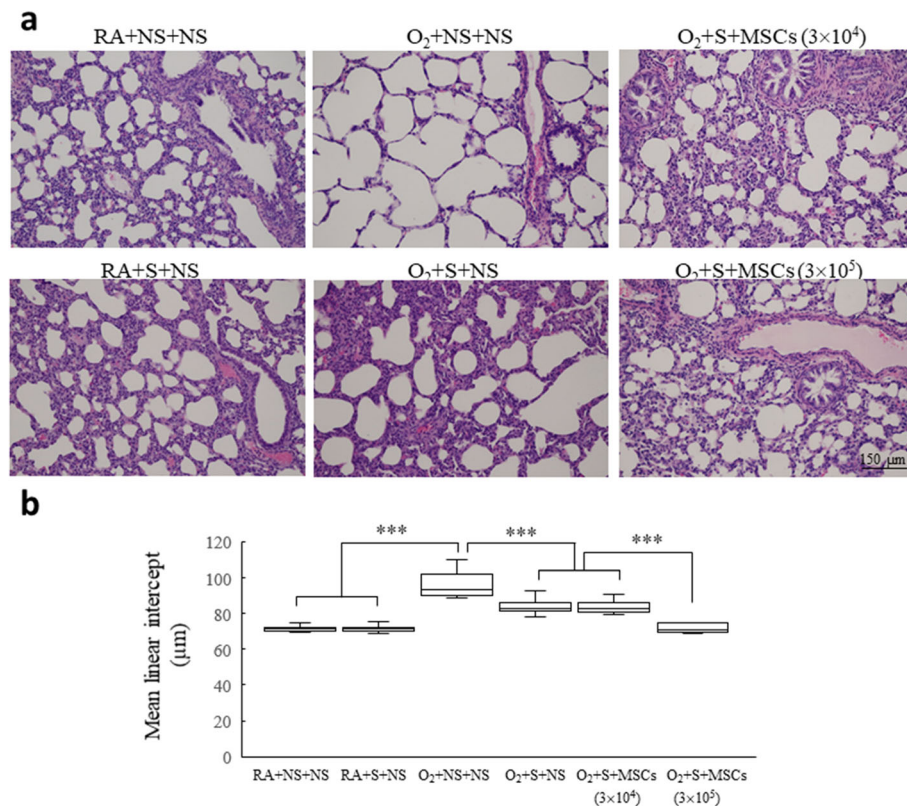 a
RA+NS+NS
O₂+NS+NS
O₂+S+MSCs (3×10⁴)
RA+S+NS
O₂+S+NS
O₂+S+MSCs (3×10⁵)
150 μm
b
***
***
***
Mean linear intercept
(μm)
120
100
80
60
40
20
0
RA+NS+NS
RA+S+NS
O₂+NS+NS
O₂+S+NS
O₂+S+MSCs
(3×10⁴)
O₂+S+MSCs
(3×10⁵)